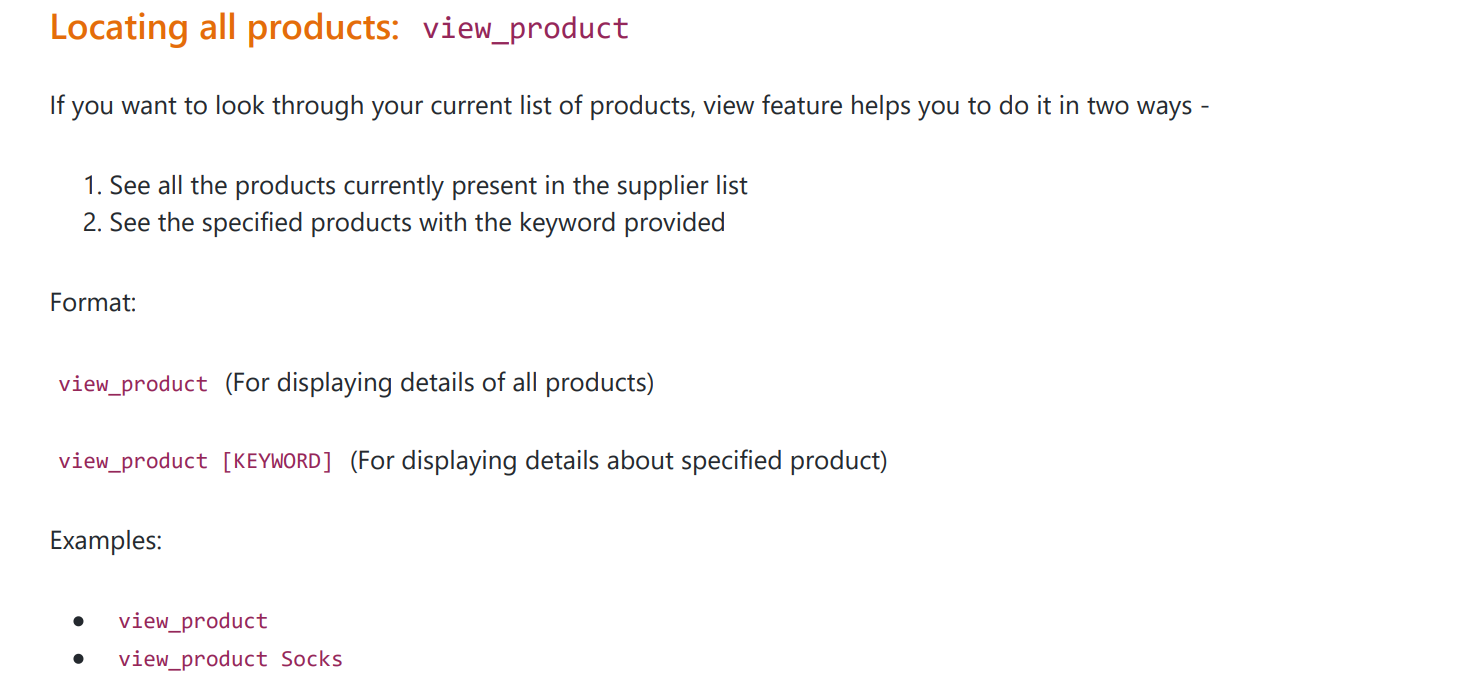 Locating all products: view_product
If you want to look through your current list of products, view feature helps you to do it in two ways -
1. See all the products currently present in the supplier list
2. See the specified products with the keyword provided
Format:
view_product (For displaying details of all products)
view_product [KEYWORD] (For displaying details about specified product)
Examples:
● view_product
● view_product Socks